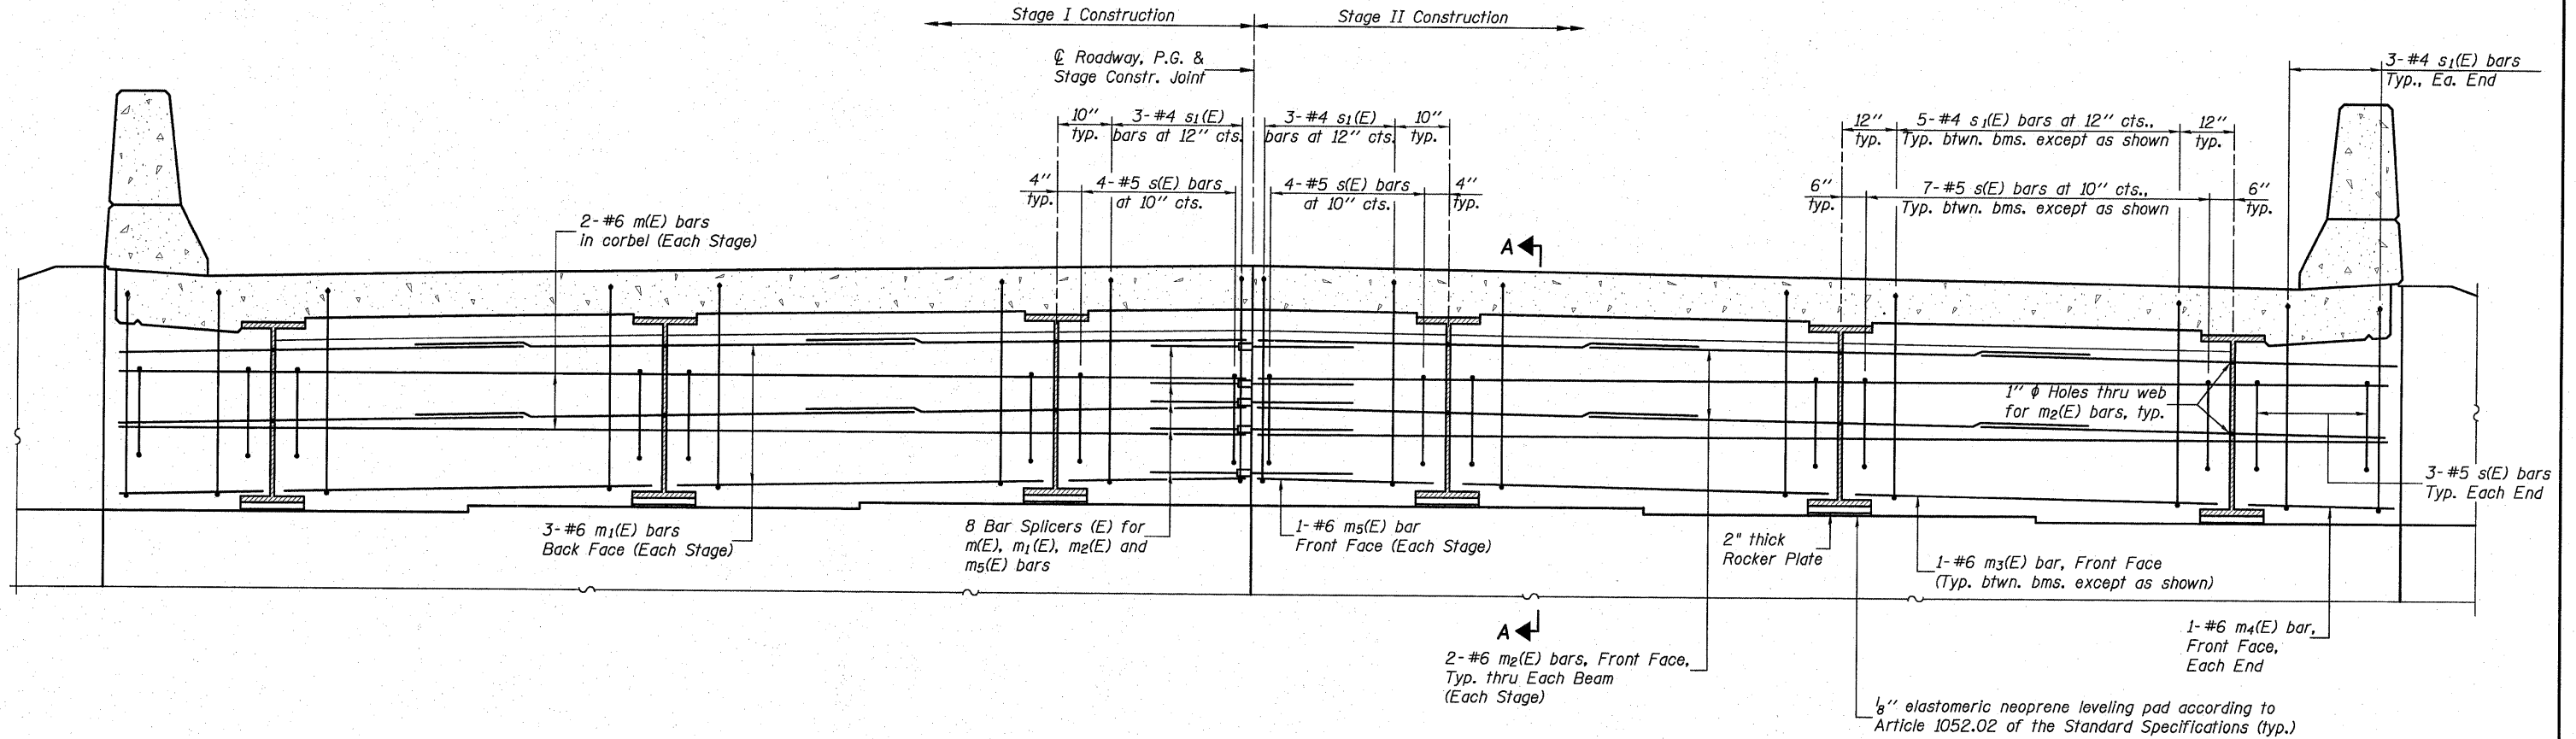 Stage I Construction
Stage II Construction
℄ Roadway, P.G. &
Stage Constr. Joint
3-#4 s1(E) bars
Typ., Ea. End
10"
typ.
3-#4 s1(E)
bars at 12" cts.
3-#4 s1(E)
bars at 12" cts.
10"
typ.
12"
typ.
5-#4 s1(E) bars at 12" cts.,
Typ. btwn. bms. except as shown
12"
typ.
4"
typ.
4-#5 s(E) bars
at 10" cts.
4-#5 s(E) bars
at 10" cts.
4"
typ.
6"
typ.
7-#5 s(E) bars at 10" cts.,
Typ. btwn. bms. except as shown
6"
typ.
2-#6 m(E) bars
in corbel (Each Stage)
A
1" ϕ Holes thru web
for m2(E) bars, typ.
3-#5 s(E) bars
Typ. Each End
3-#6 m1(E) bars
Back Face (Each Stage)
8 Bar Splicers (E) for
m(E), m1(E), m2(E) and
m5(E) bars
1-#6 m5(E) bar
Front Face (Each Stage)
2" thick
Rocker Plate
1-#6 m3(E) bar, Front Face
(Typ. btwn. bms. except as shown)
A
1-#6 m4(E) bar,
Front Face,
Each End
2-#6 m2(E) bars, Front Face,
Typ. thru Each Beam
(Each Stage)
1/8" elastomeric neoprene leveling pad according to
Article 1052.02 of the Standard Specifications (typ.)